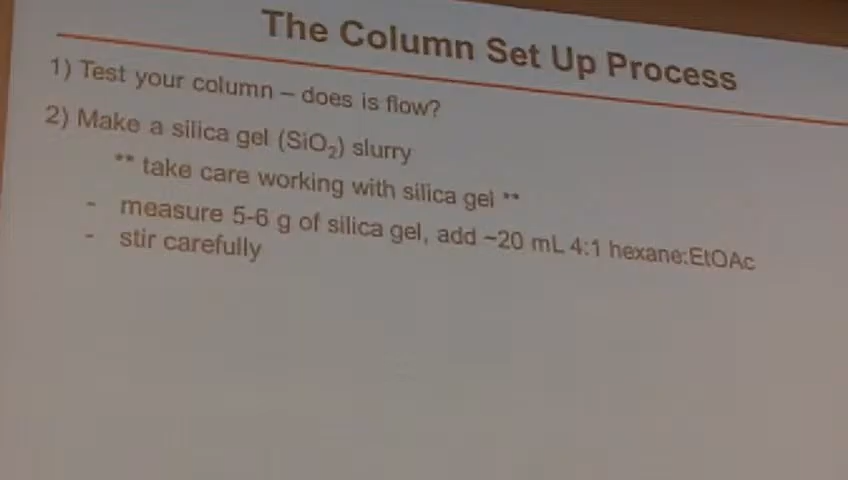 The Column Set Up Process
1) Test your column – does is flow?
2) Make a silica gel (SiO₂) slurry
** take care working with silica gel **
- measure 5-6 g of silica gel, add ~20 mL 4:1 hexane:EtOAc
- stir carefully